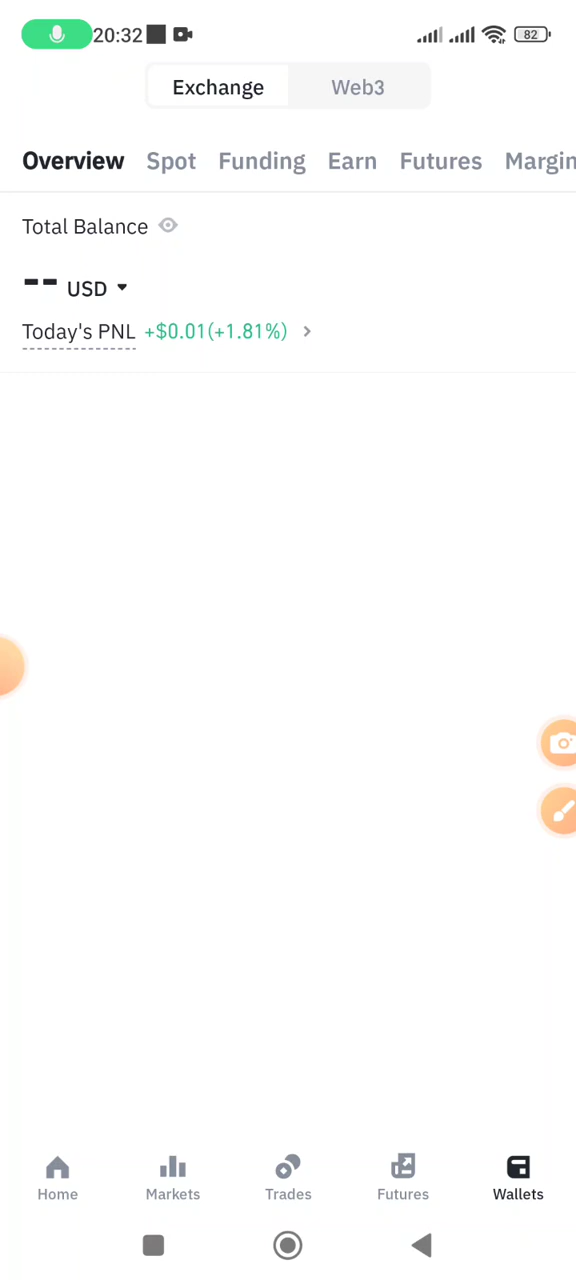 20:32 82
Exchange Web3
Overview Spot Funding Earn Futures Margin
Total Balance
-- USD
Today's PNL +$0.01(+1.81%) >
Home Markets Trades Futures Wallets